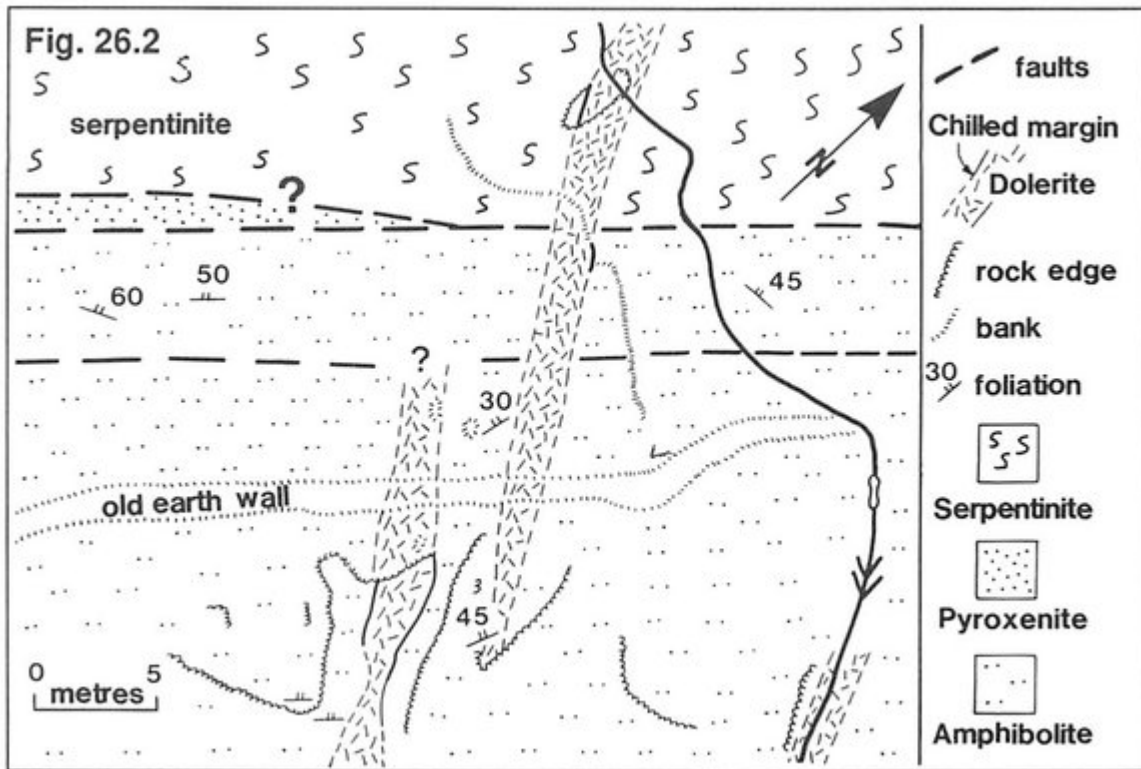 Fig. 26.2
serpentinite
?
50
60
45
?
30
old earth wall
3
45
0 5
metres
N
faults
Chilled margin
Dolerite
rock edge
bank
30
foliation
S S S
Serpentinite
Pyroxenite
Amphibolite